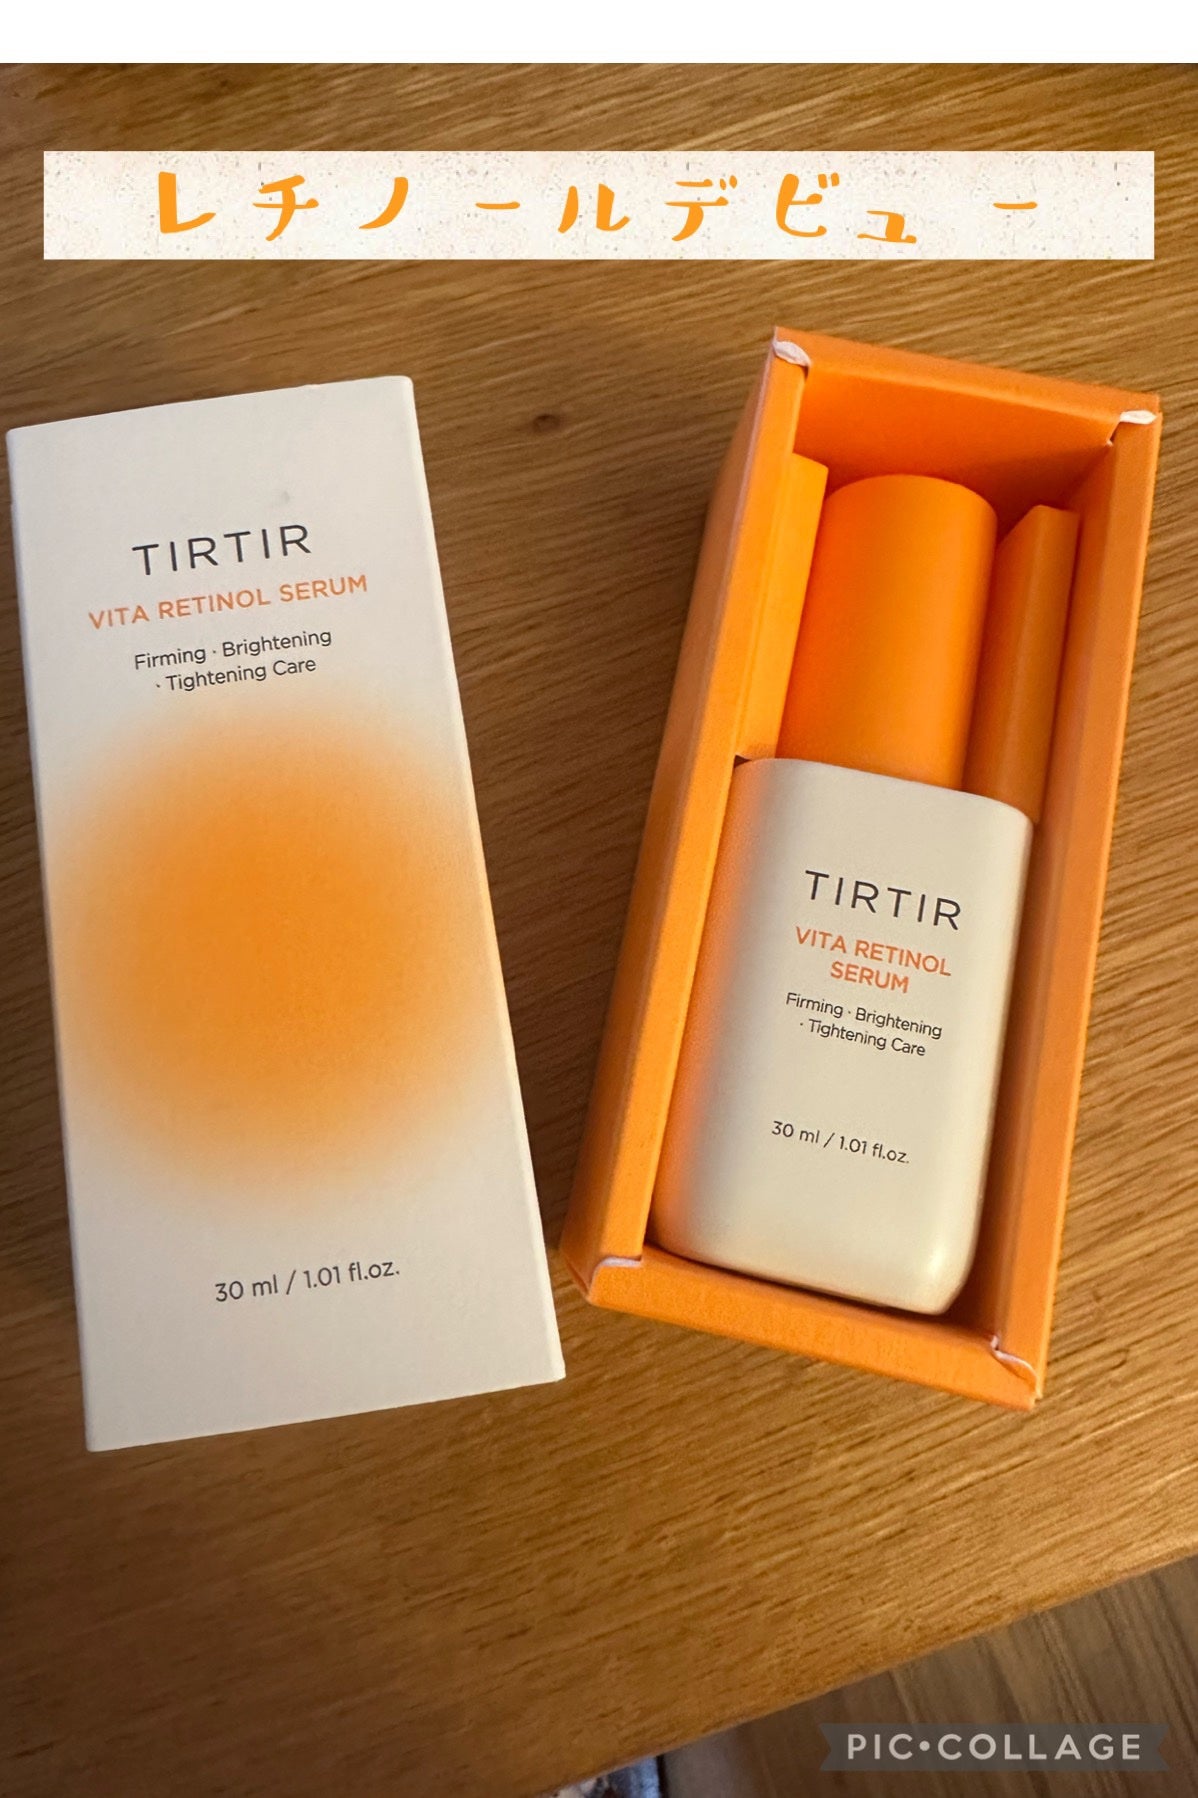 レチノールデビュー
TIRTIR
VITA RETINOL SERUM
Firming · Brightening
· Tightening Care
30 ml / 1.01 fl.oz.
TIRTIR
VITA RETINOL
SERUM
Firming · Brightening
· Tightening Care
30 ml / 1.01 fl.oz.
PIC•COLLAGE